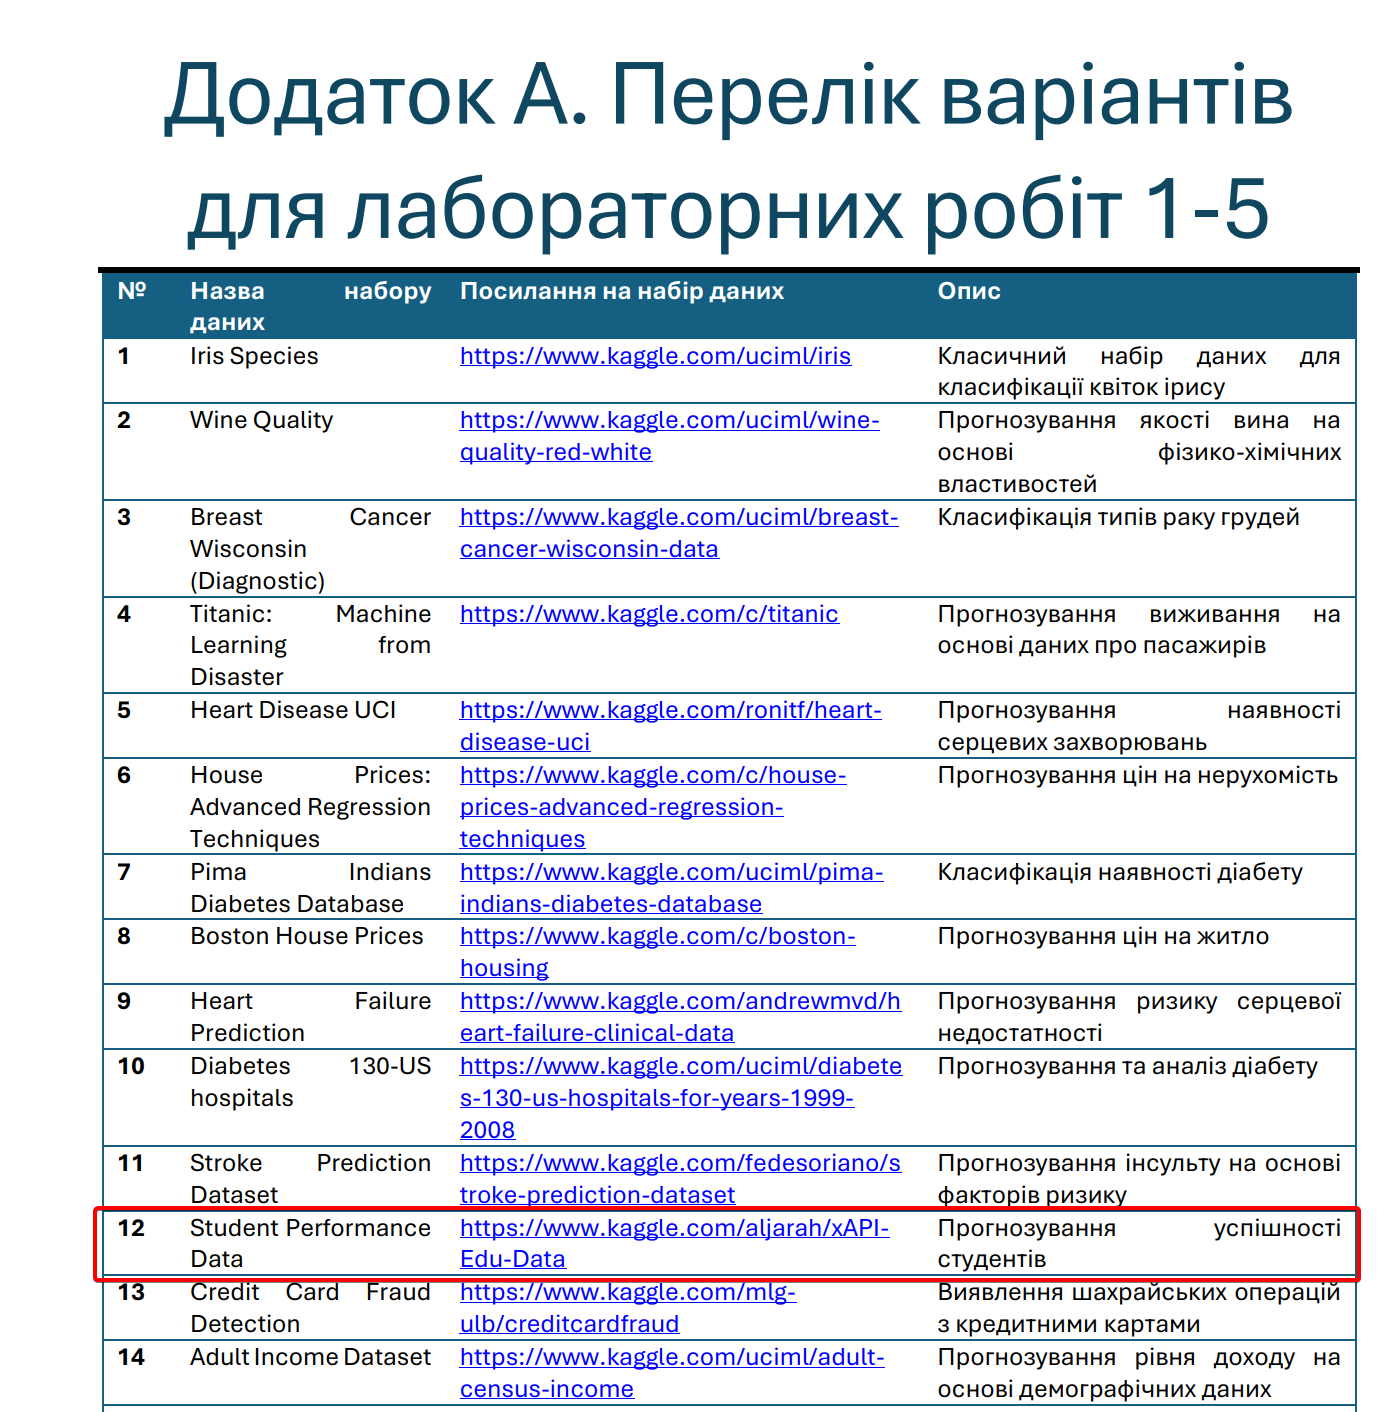 Додаток А. Перелік варіантів
для лабораторних робіт 1-5
№ Назва набору даних Посилання на набір даних Опис
1 Iris Species https://www.kaggle.com/uciml/iris Класичний набір даних для
класифікації квіток ірису
2 Wine Quality https://www.kaggle.com/uciml/wine-
quality-red-white
Прогнозування якості вина на
основі фізико-хімічних
властивостей
3 Breast Cancer
Wisconsin
(Diagnostic)
https://www.kaggle.com/uciml/breast-
cancer-wisconsin-data
Класифікація типів раку грудей
4 Titanic: Machine
Learning from
Disaster
https://www.kaggle.com/c/titanic
Прогнозування виживання на
основі даних про пасажирів
5 Heart Disease UCI
https://www.kaggle.com/ronitf/heart-
disease-uci
Прогнозування наявності
серцевих захворювань
6 House Prices:
Advanced Regression
Techniques
https://www.kaggle.com/c/house-
prices-advanced-regression-
techniques
Прогнозування цін на нерухомість
7 Pima Indians
Diabetes Database
https://www.kaggle.com/uciml/pima-
indians-diabetes-database
Класифікація наявності діабету
8 Boston House Prices
https://www.kaggle.com/c/boston-
housing
Прогнозування цін на житло
9 Heart Failure
Prediction
https://www.kaggle.com/andrewmvd/h
eart-failure-clinical-data
Прогнозування ризику серцевої
недостатності
10 Diabetes 130-US
hospitals
https://www.kaggle.com/uciml/diabete
s-130-us-hospitals-for-years-1999-
2008
Прогнозування та аналіз діабету
11 Stroke Prediction
Dataset
https://www.kaggle.com/fedesoriano/s
troke-prediction-dataset
Прогнозування інсульту на основі
факторів ризику
12 Student Performance
Data
https://www.kaggle.com/aljarah/xAPI-
Edu-Data
Прогнозування успішності
студентів
13 Credit Card Fraud
Detection
https://www.kaggle.com/mlg-
ulb/creditcardfraud
Виявлення шахрайських операцій
з кредитними картами
14 Adult Income Dataset
https://www.kaggle.com/uciml/adult-
census-income
Прогнозування рівня доходу на
основі демографічних даних